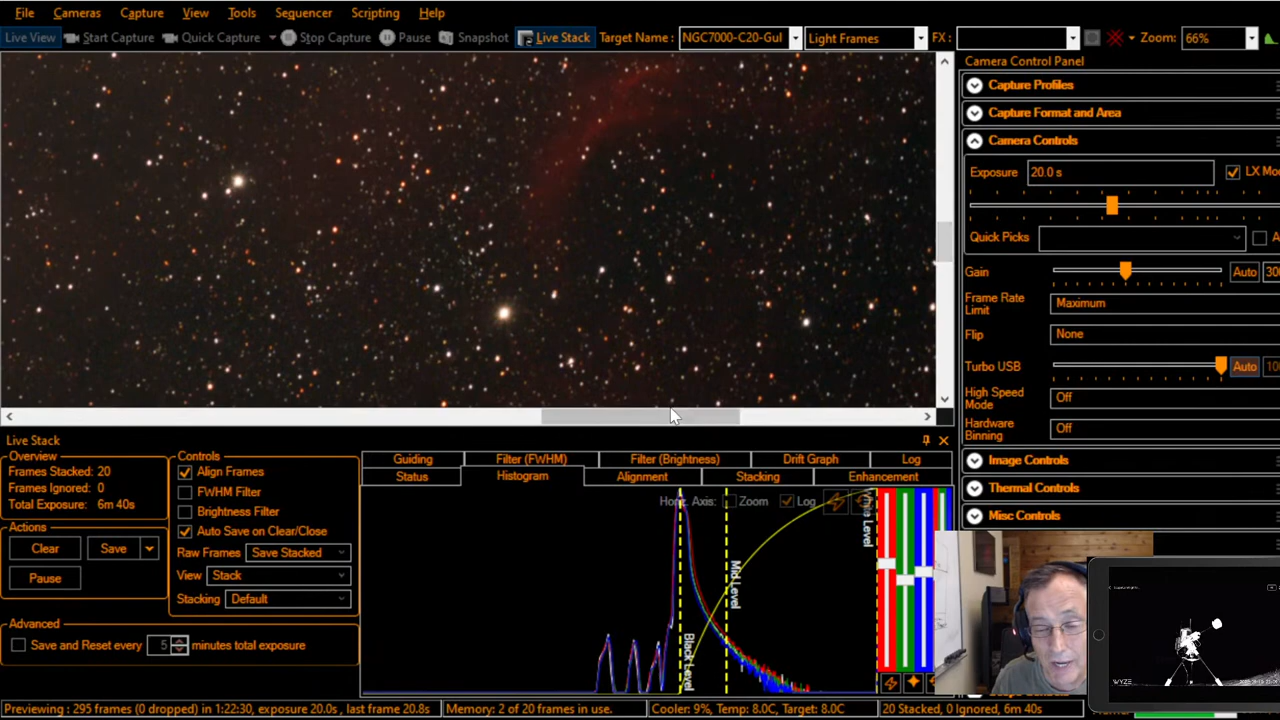 File Cameras Capture View Tools Sequencer Scripting Help
Live View Start Capture Quick Capture Stop Capture Pause Snapshot Live Stack Target Name : NGC7000-C20-Gul Light Frames FX : Zoom: 66%
Camera Control Panel
Capture Profiles
Capture Format and Area
Camera Controls
Exposure 20.0 s LX Mo
Quick Picks A
Gain Auto 30
Frame Rate Limit Maximum
Flip None
Turbo USB Auto 10
High Speed Mode Off
Hardware Binning Off
Image Controls
Thermal Controls
Misc Controls
Live Stack
Overview
Frames Stacked: 20
Frames Ignored: 0
Total Exposure: 6m 40s
Actions
Clear Save
Pause
Controls
Align Frames
FWHM Filter
Brightness Filter
Auto Save on Clear/Close
Raw Frames Save Stacked
View Stack
Stacking Default
Advanced
Save and Reset every 5 minutes total exposure
Guiding Filter (FWHM) Filter (Brightness) Drift Graph Log
Status Histogram Alignment Stacking Enhancement
Axis: Zoom Log
Black Level
Mid Level
White Level
WYZE
Previewing : 295 frames (0 dropped) in 1:22:30, exposure 20.0s , last frame 20.8s Memory: 2 of 20 frames in use. Cooler: 9%, Temp: 8.0C, Target: 8.0C 20 Stacked, 0 Ignored, 6m 40s